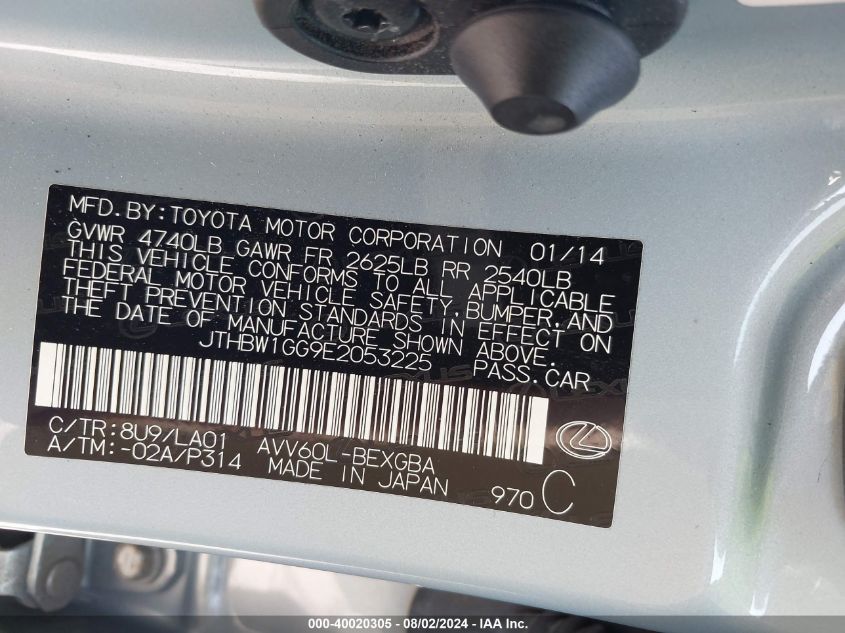 MFD.BY:TOYOTA MOTOR CORPORATION 01/14
GVWR 4740LB GAWR FR 2625LB RR 2540LB
THIS VEHICLE CONFORMS TO ALL APPLICABLE
FEDERAL MOTOR VEHICLE SAFETY,BUMPER,AND
THEFT PREVENTION STANDARDS IN EFFECT ON
THE DATE OF MANUFACTURE SHOWN ABOVE.
JTHBW1GG9E2053225 PASS.CAR
C/TR:8U9/LA01 AVV60L-BEXGBA
A/TM:-02A/P314 MADE IN JAPAN 970 C
000-40020305 - 08/02/2024 - IAA Inc.